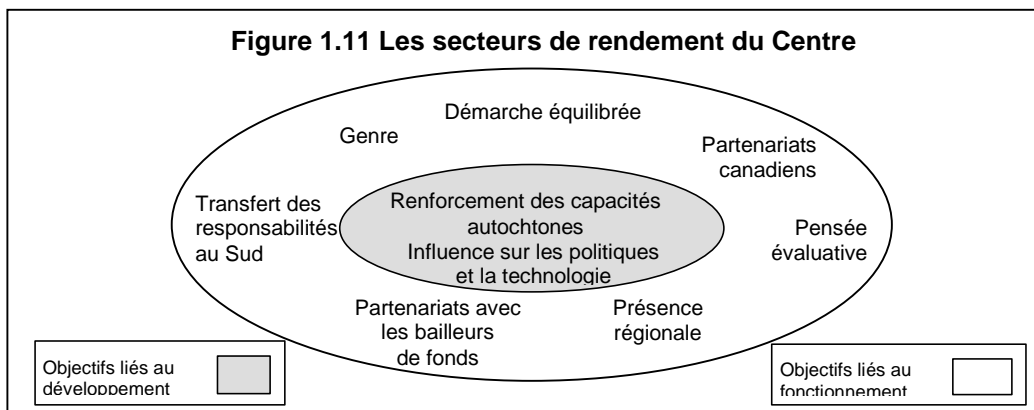 Figure 1.11 Les secteurs de rendement du Centre
Démarche équilibrée
Genre
Partenariats
canadiens
Transfert des
responsabilités
au Sud
Renforcement des capacités
autochtones
Influence sur les politiques
et la technologie
Pensée
évaluative
Partenariats avec
les bailleurs
de fonds
Présence
régionale
Objectifs liés au
développement
Objectifs liés au
fonctionnement